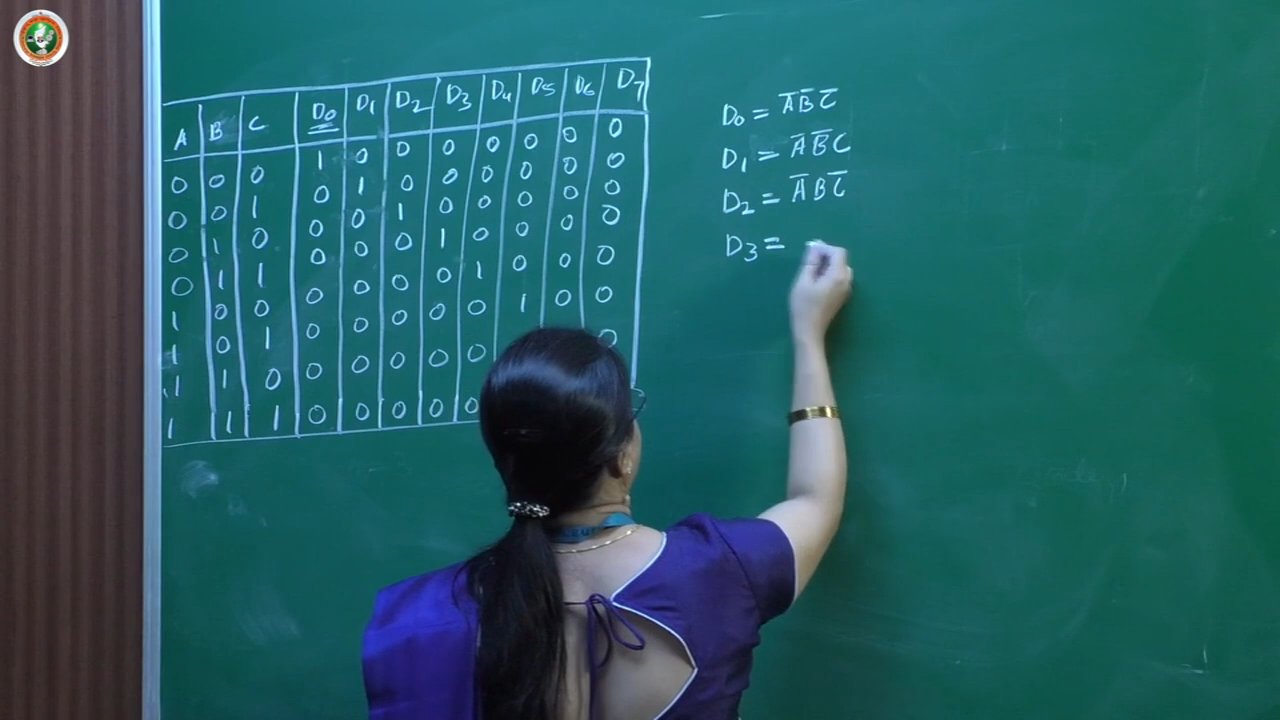 A B C D₀ D₁ D₂ D₃ D₄ D₅ D₆ D₇
0 0 0 1 0 0 0 0 0 0 0
0 0 1 0 1 0 0 0 0 0 0
0 1 0 0 0 1 0 0 0 0 0
0 1 1 0 0 0 1 0 0 0 0
1 0 0 0 0 0 0 1 0 0 0
1 0 1 0 0 0 0 0 1 0 0
1 1 0 0 0 0 0 0 0
1 1 1 0 0 0 0 0
D₀ = A̅ B̅ C̅
D₁ = A̅ B̅ C
D₂ = A̅ B C̅
D₃ =